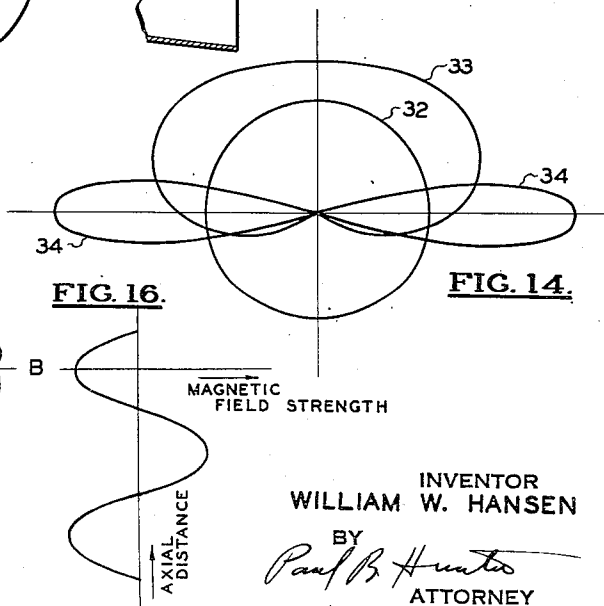 33
32
34
34
FIG. 14.
FIG. 16.
B
MAGNETIC
FIELD STRENGTH
AXIAL
DISTANCE
INVENTOR
WILLIAM W. HANSEN
BY
Paul B. Hunter
ATTORNEY